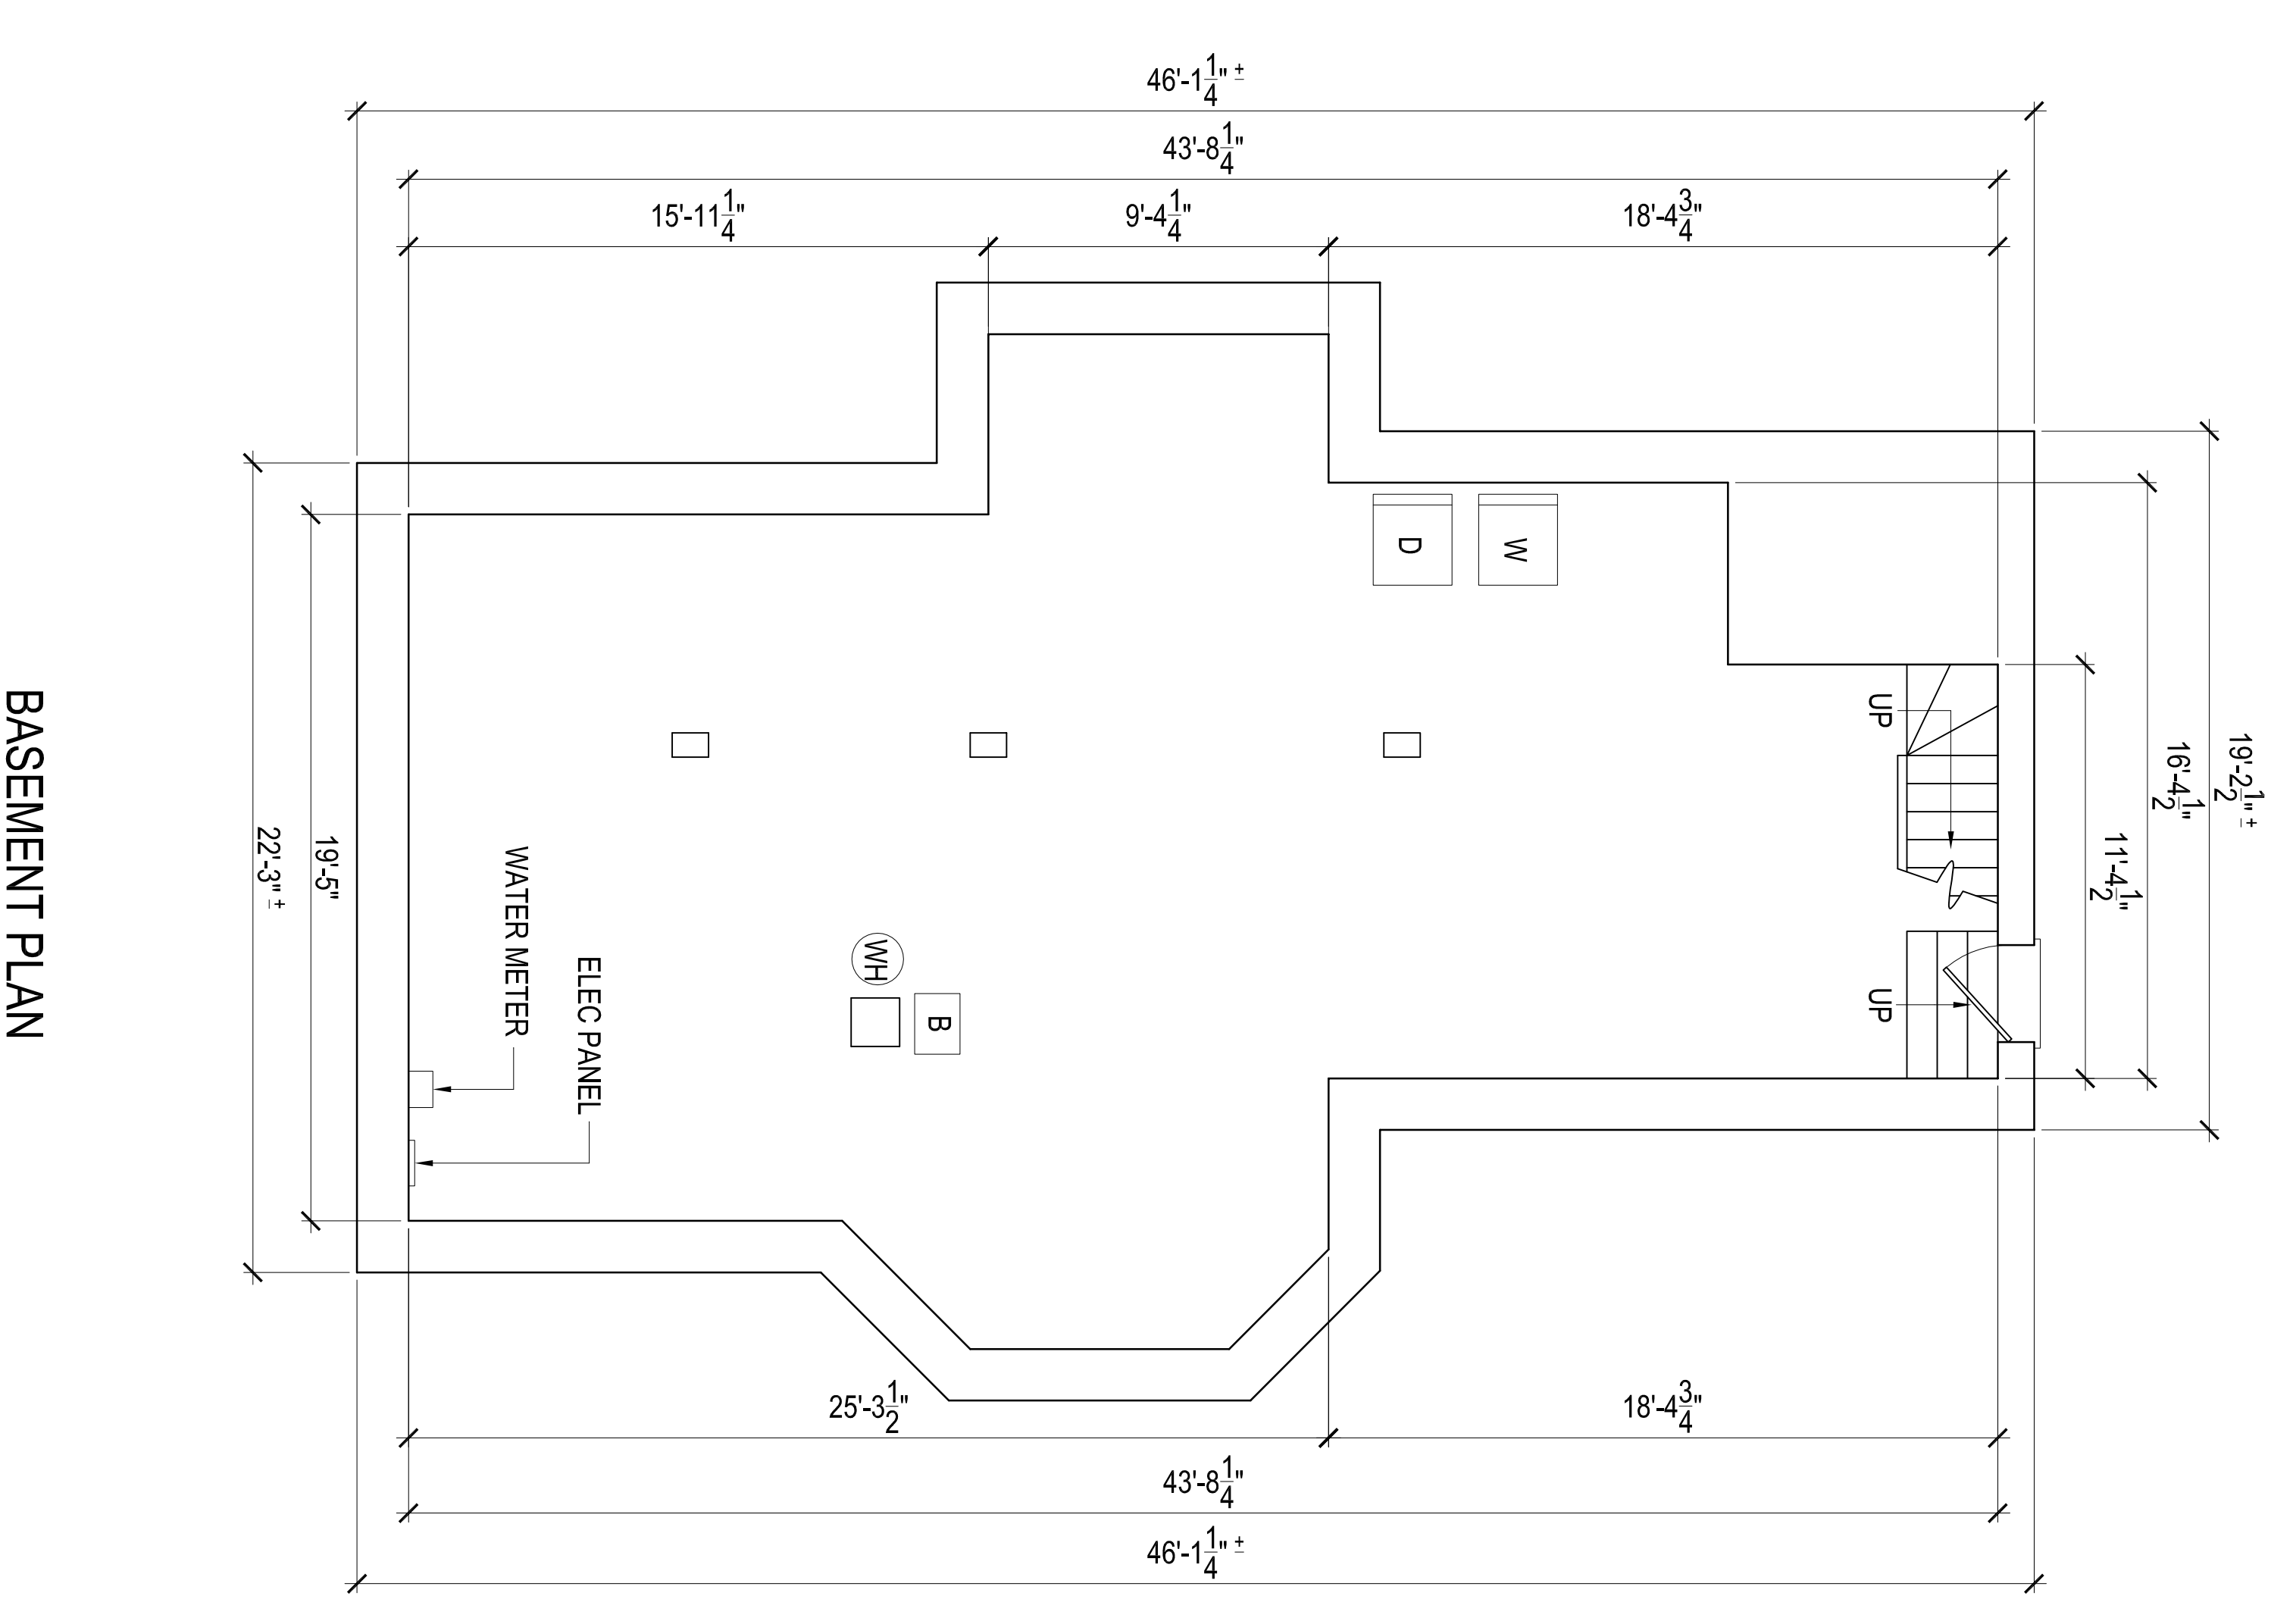 46'-1 1/4" ±
43'-8 1/4"
15'-11 1/4"
9'-4 1/4"
18'-4 3/4"
D
W
UP
19'-2 1/2" ±
16'-4 1/2"
11'-4 1/2"
BASEMENT PLAN
22'-3" ±
19'-5"
WATER METER
ELEC PANEL
WH
B
UP
25'-3 1/2"
18'-4 3/4"
43'-8 1/4"
46'-1 1/4" ±